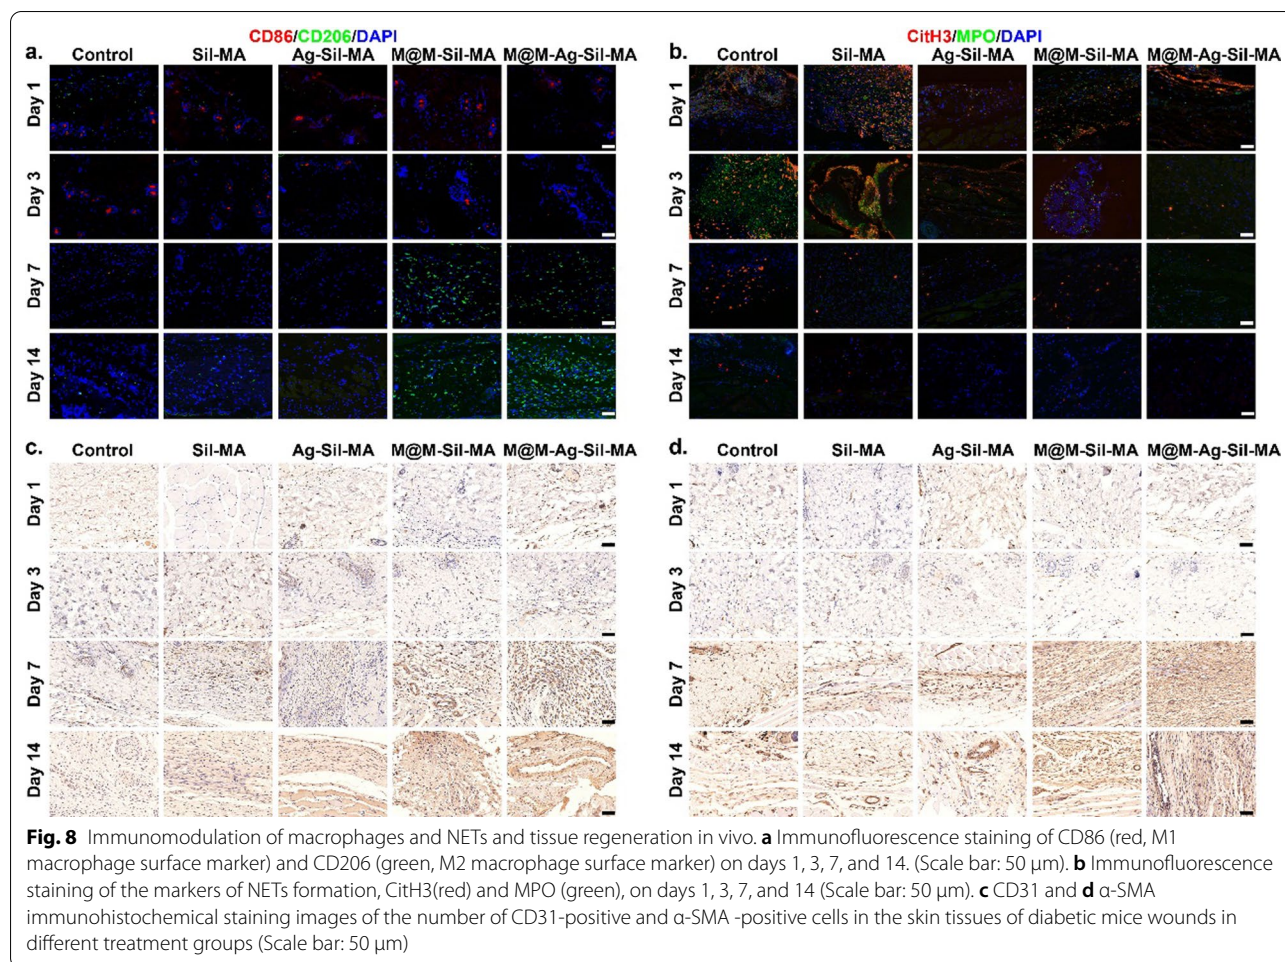 CD86/CD206/DAPI
a. Control Sil-MA Ag-Sil-MA M@M-Sil-MA M@M-Ag-Sil-MA
Day 1
Day 3
Day 7
Day 14
CitH3/MPO/DAPI
b. Control Sil-MA Ag-Sil-MA M@M-Sil-MA M@M-Ag-Sil-MA
Day 1
Day 3
Day 7
Day 14
c. Control Sil-MA Ag-Sil-MA M@M-Sil-MA M@M-Ag-Sil-MA
Day 1
Day 3
Day 7
Day 14
d. Control Sil-MA Ag-Sil-MA M@M-Sil-MA M@M-Ag-Sil-MA
Day 1
Day 3
Day 7
Day 14
Fig. 8 Immunomodulation of macrophages and NETs and tissue regeneration in vivo. a Immunofluorescence staining of CD86 (red, M1
macrophage surface marker) and CD206 (green, M2 macrophage surface marker) on days 1, 3, 7, and 14. (Scale bar: 50 μm). b Immunofluorescence
staining of the markers of NETs formation, CitH3(red) and MPO (green), on days 1, 3, 7, and 14 (Scale bar: 50 μm). c CD31 and d α-SMA
immunohistochemical staining images of the number of CD31-positive and α-SMA -positive cells in the skin tissues of diabetic mice wounds in
different treatment groups (Scale bar: 50 μm)